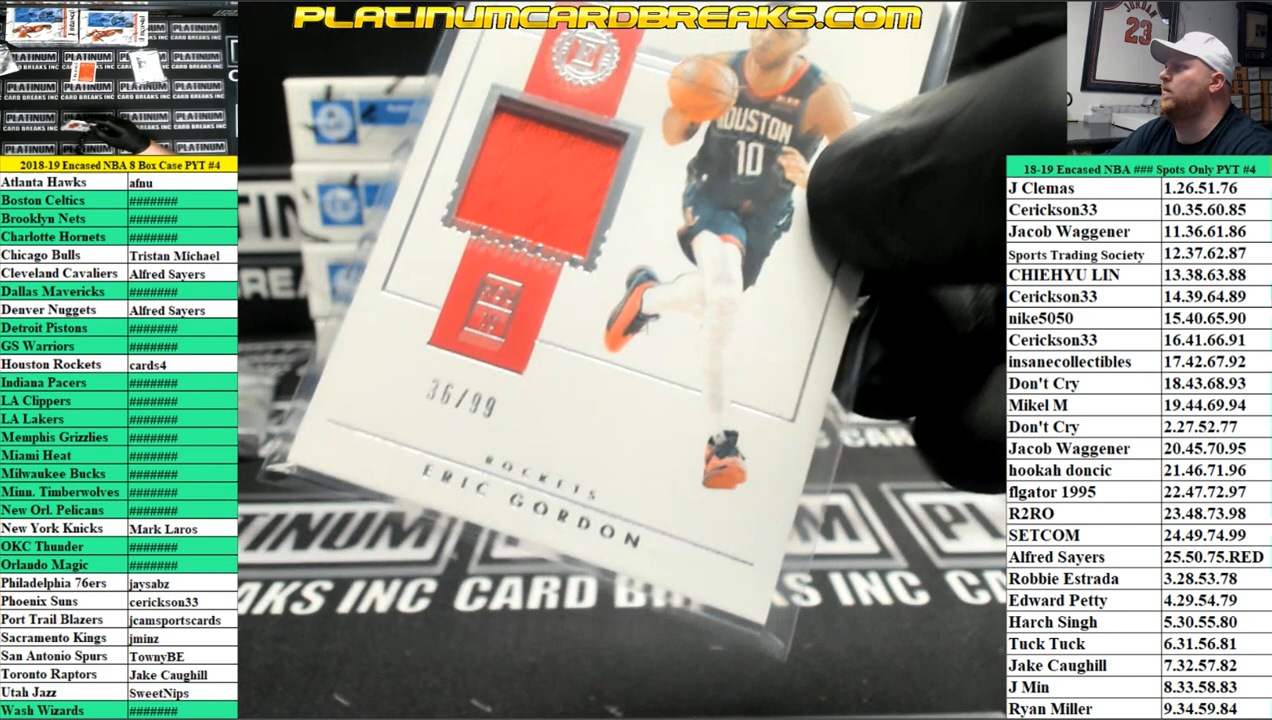 PLATINUMCARDBREAKS.COM
JORDAN
23
2018-19 Encased NBA 8 Box Case PYT #4
Atlanta Hawks afnu
Boston Celtics #######
Brooklyn Nets #######
Charlotte Hornets #######
Chicago Bulls Tristan Michael
Cleveland Cavaliers Alfred Sayers
Dallas Mavericks #######
Denver Nuggets Alfred Sayers
Detroit Pistons #######
GS Warriors #######
Houston Rockets cards4
Indiana Pacers #######
LA Clippers #######
LA Lakers #######
Memphis Grizzlies #######
Miami Heat #######
Milwaukee Bucks #######
Minn. Timberwolves #######
New Orl. Pelicans #######
New York Knicks Mark Laros
OKC Thunder #######
Orlando Magic #######
Philadelphia 76ers jaysabz
Phoenix Suns cerickson33
Port Trail Blazers jcamsportscards
Sacramento Kings jminz
San Antonio Spurs TownyBE
Toronto Raptors Jake Caughill
Utah Jazz SweetNips
Wash Wizards #######
E
HOUSTON
10
36/99
ROCKETS
ERIC GORDON
PLATINUM
CARD BREAKS INC
18-19 Encased NBA ### Spots Only PYT #4
J Clemas 1.26.51.76
Cerickson33 10.35.60.85
Jacob Waggener 11.36.61.86
Sports Trading Society 12.37.62.87
CHIEHYU LIN 13.38.63.88
Cerickson33 14.39.64.89
nike5050 15.40.65.90
Cerickson33 16.41.66.91
insanecollectibles 17.42.67.92
Don't Cry 18.43.68.93
Mikel M 19.44.69.94
Don't Cry 2.27.52.77
Jacob Waggener 20.45.70.95
hookah doncic 21.46.71.96
flgator 1995 22.47.72.97
R2RO 23.48.73.98
SETCOM 24.49.74.99
Alfred Sayers 25.50.75.RED
Robbie Estrada 3.28.53.78
Edward Petty 4.29.54.79
Harch Singh 5.30.55.80
Tuck Tuck 6.31.56.81
Jake Caughill 7.32.57.82
J Min 8.33.58.83
Ryan Miller 9.34.59.84